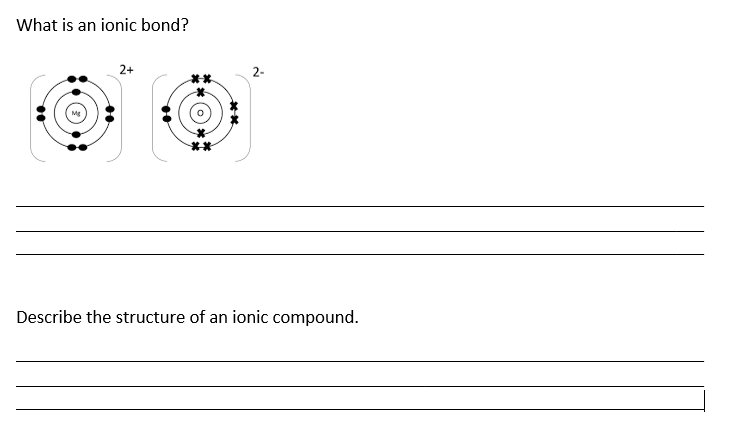 What is an ionic bond?
2+
2-
Mg
O
Describe the structure of an ionic compound.